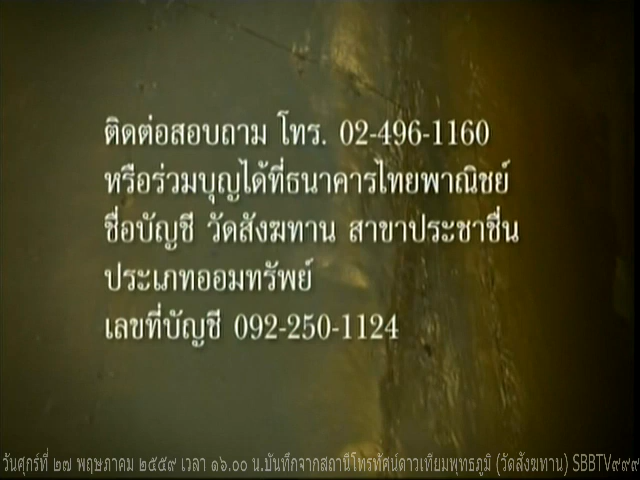 ติดต่อสอบถาม โทร. 02-496-1160
หรือร่วมบุญได้ที่ธนาคารไทยพาณิชย์
ชื่อบัญชี วัดสังฆทาน สาขาประชาชื่น
ประเภทออมทรัพย์
เลขที่บัญชี 092-250-1124
วันศุกร์ที่ ๒๗ พฤษภาคม ๒๕๕๙ เวลา ๑๖.๐๐ น.บันทึกจากสถานีโทรทัศน์ดาวเทียมพุทธภูมิ (วัดสังฆทาน) SBBTV๙๙๙